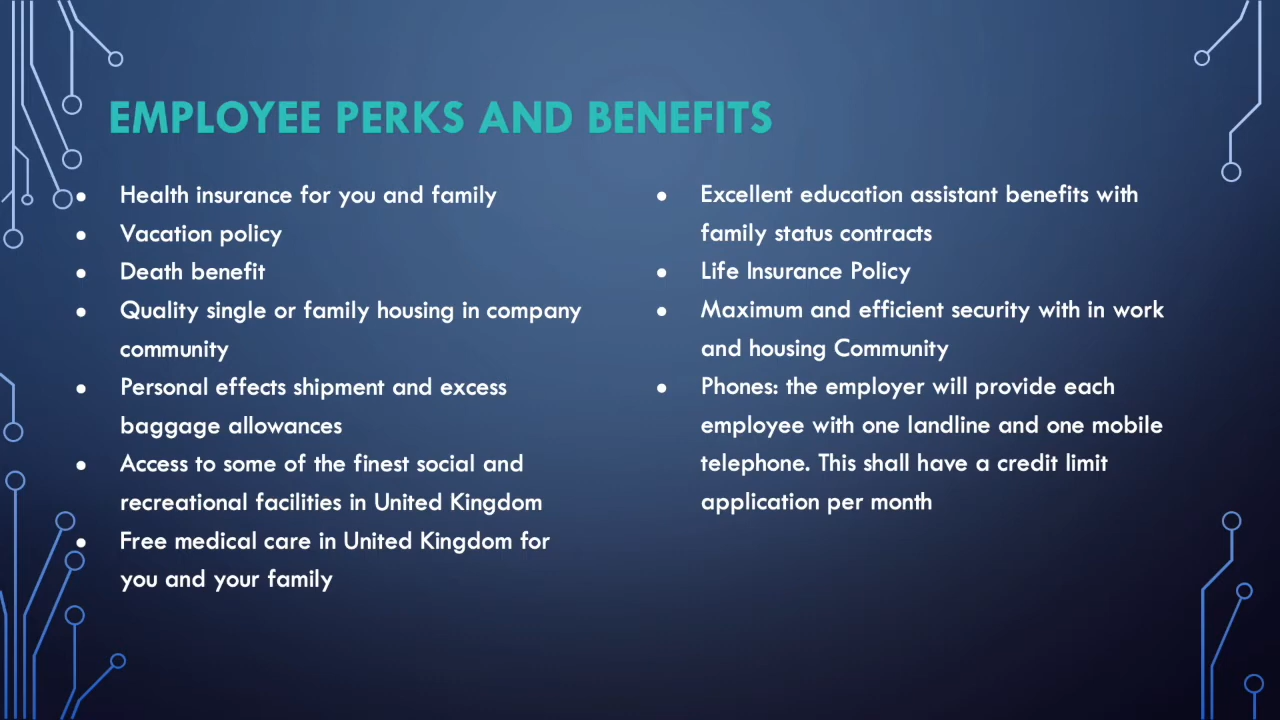 EMPLOYEE PERKS AND BENEFITS
• Health insurance for you and family
• Vacation policy
• Death benefit
• Quality single or family housing in company
community
• Personal effects shipment and excess
baggage allowances
• Access to some of the finest social and
recreational facilities in United Kingdom
• Free medical care in United Kingdom for
you and your family
• Excellent education assistant benefits with
family status contracts
• Life Insurance Policy
• Maximum and efficient security with in work
and housing Community
• Phones: the employer will provide each
employee with one landline and one mobile
telephone. This shall have a credit limit
application per month